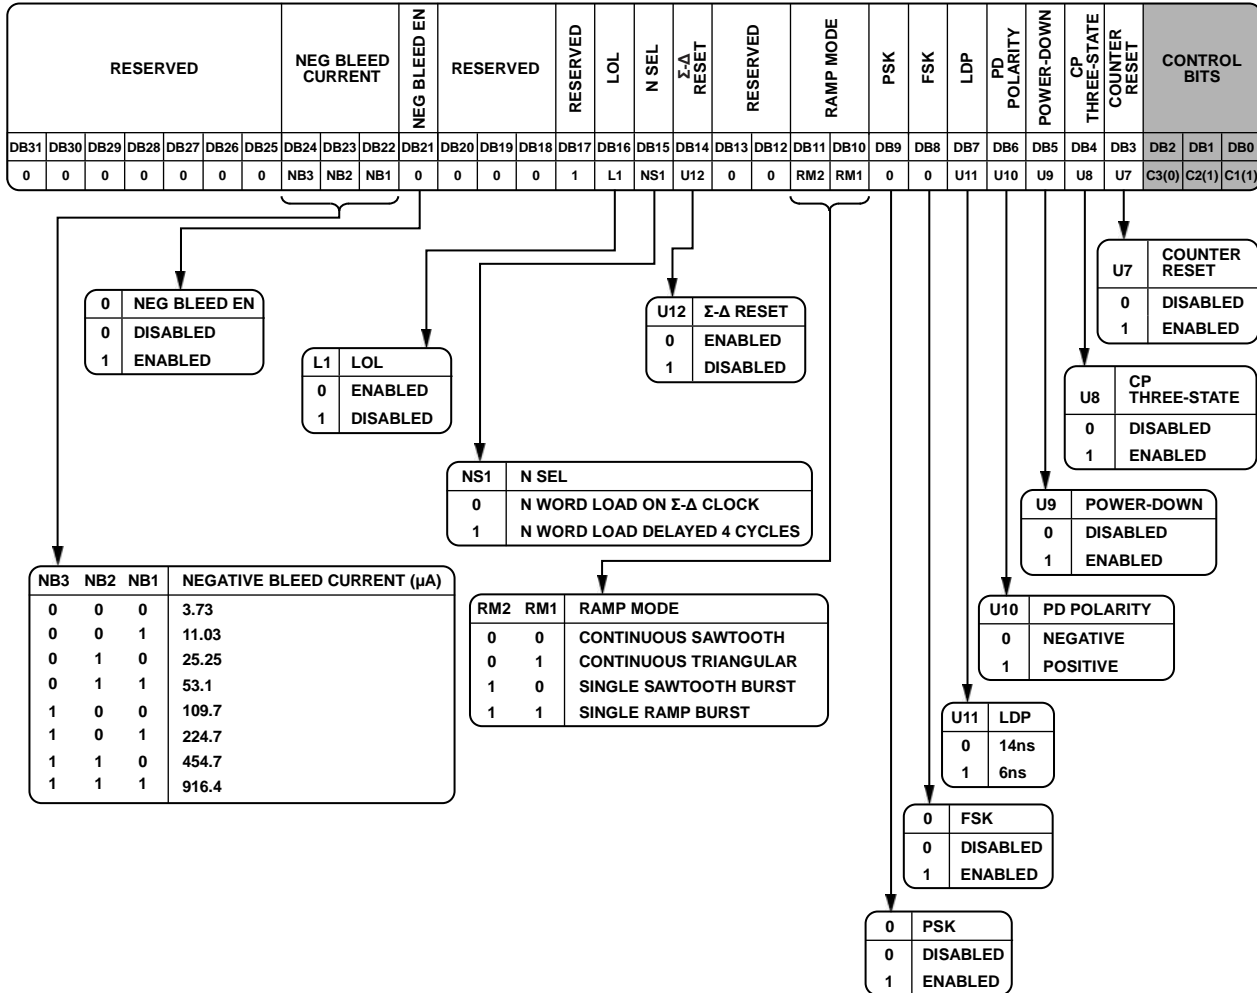 RESERVED
NEG BLEED CURRENT
NEG BLEED EN
RESERVED
RESERVED
LOL
N SEL
Σ-Δ RESET
RESERVED
RAMP MODE
PSK
FSK
LDP
PD POLARITY
POWER-DOWN
CP THREE-STATE
COUNTER RESET
CONTROL BITS
DB31 DB30 DB29 DB28 DB27 DB26 DB25 DB24 DB23 DB22 DB21 DB20 DB19 DB18 DB17 DB16 DB15 DB14 DB13 DB12 DB11 DB10 DB9 DB8 DB7 DB6 DB5 DB4 DB3 DB2 DB1 DB0
0 0 0 0 0 0 0 NB3 NB2 NB1 0 0 0 0 1 L1 NS1 U12 0 0 RM2 RM1 0 0 U11 U10 U9 U8 U7 C3(0) C2(1) C1(1)
U7 COUNTER RESET
0 DISABLED
1 ENABLED
0 NEG BLEED EN
0 DISABLED
1 ENABLED
U12 Σ-Δ RESET
0 ENABLED
1 DISABLED
L1 LOL
0 ENABLED
1 DISABLED
U8 CP THREE-STATE
0 DISABLED
1 ENABLED
NS1 N SEL
0 N WORD LOAD ON Σ-Δ CLOCK
1 N WORD LOAD DELAYED 4 CYCLES
U9 POWER-DOWN
0 DISABLED
1 ENABLED
NB3 NB2 NB1 NEGATIVE BLEED CURRENT (µA)
0 0 0 3.73
0 0 1 11.03
0 1 0 25.25
0 1 1 53.1
1 0 0 109.7
1 0 1 224.7
1 1 0 454.7
1 1 1 916.4
RM2 RM1 RAMP MODE
0 0 CONTINUOUS SAWTOOTH
0 1 CONTINUOUS TRIANGULAR
1 0 SINGLE SAWTOOTH BURST
1 1 SINGLE RAMP BURST
U10 PD POLARITY
0 NEGATIVE
1 POSITIVE
U11 LDP
0 14ns
1 6ns
0 FSK
0 DISABLED
1 ENABLED
0 PSK
0 DISABLED
1 ENABLED